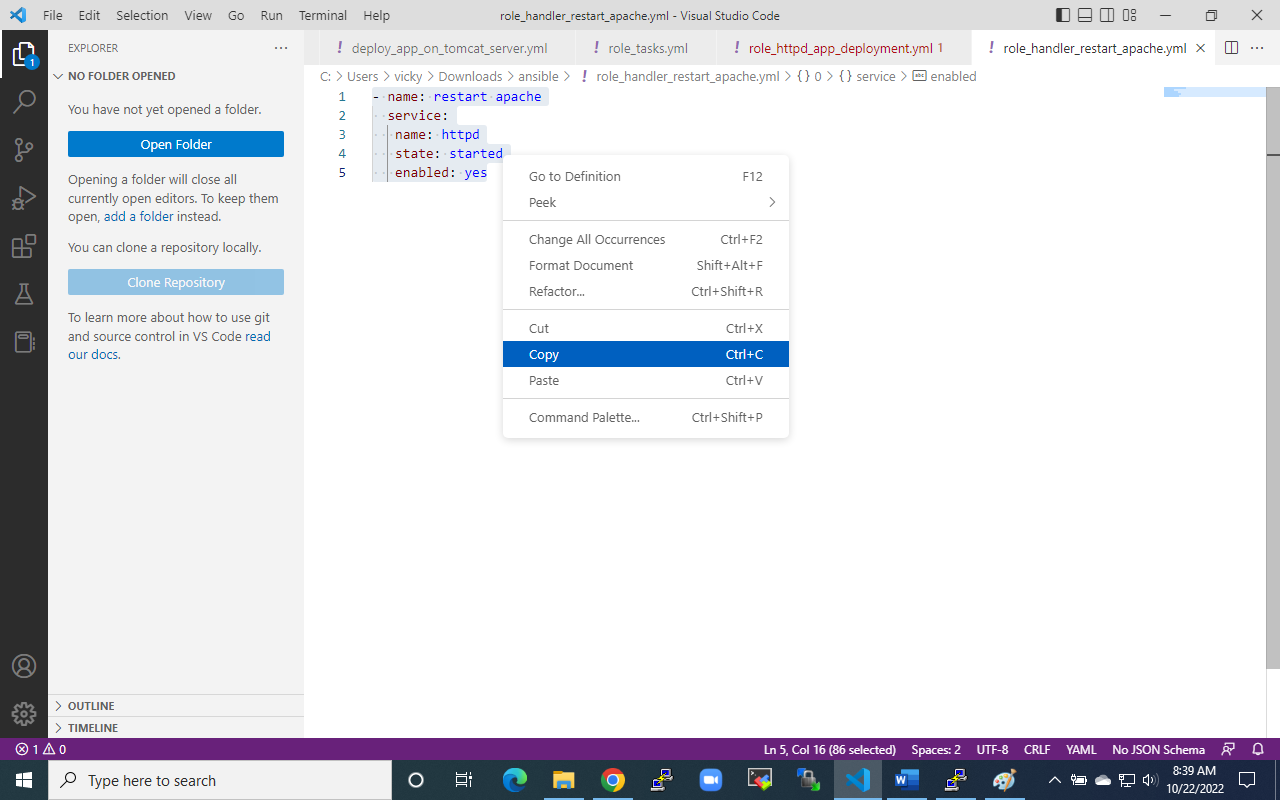 File Edit Selection View Go Run Terminal Help role_handler_restart_apache.yml - Visual Studio Code
EXPLORER
NO FOLDER OPENED
You have not yet opened a folder.
Open Folder
Opening a folder will close all
currently open editors. To keep them
open, add a folder instead.
You can clone a repository locally.
Clone Repository
To learn more about how to use git
and source control in VS Code read
our docs.
OUTLINE
TIMELINE
1
deploy_app_on_tomcat_server.yml role_tasks.yml role_httpd_app_deployment.yml 1 role_handler_restart_apache.yml
C: > Users > vicky > Downloads > ansible > ! role_handler_restart_apache.yml > {} 0 > {} service > abc enabled
1 - name: restart apache
2 service:
3 name: httpd
4 state: started
5 enabled: yes
Go to Definition F12
Peek
Change All Occurrences Ctrl+F2
Format Document Shift+Alt+F
Refactor... Ctrl+Shift+R
Cut Ctrl+X
Copy Ctrl+C
Paste Ctrl+V
Command Palette... Ctrl+Shift+P
1 0 Ln 5, Col 16 (86 selected) Spaces: 2 UTF-8 CRLF YAML No JSON Schema
Type here to search
8:39 AM
10/22/2022